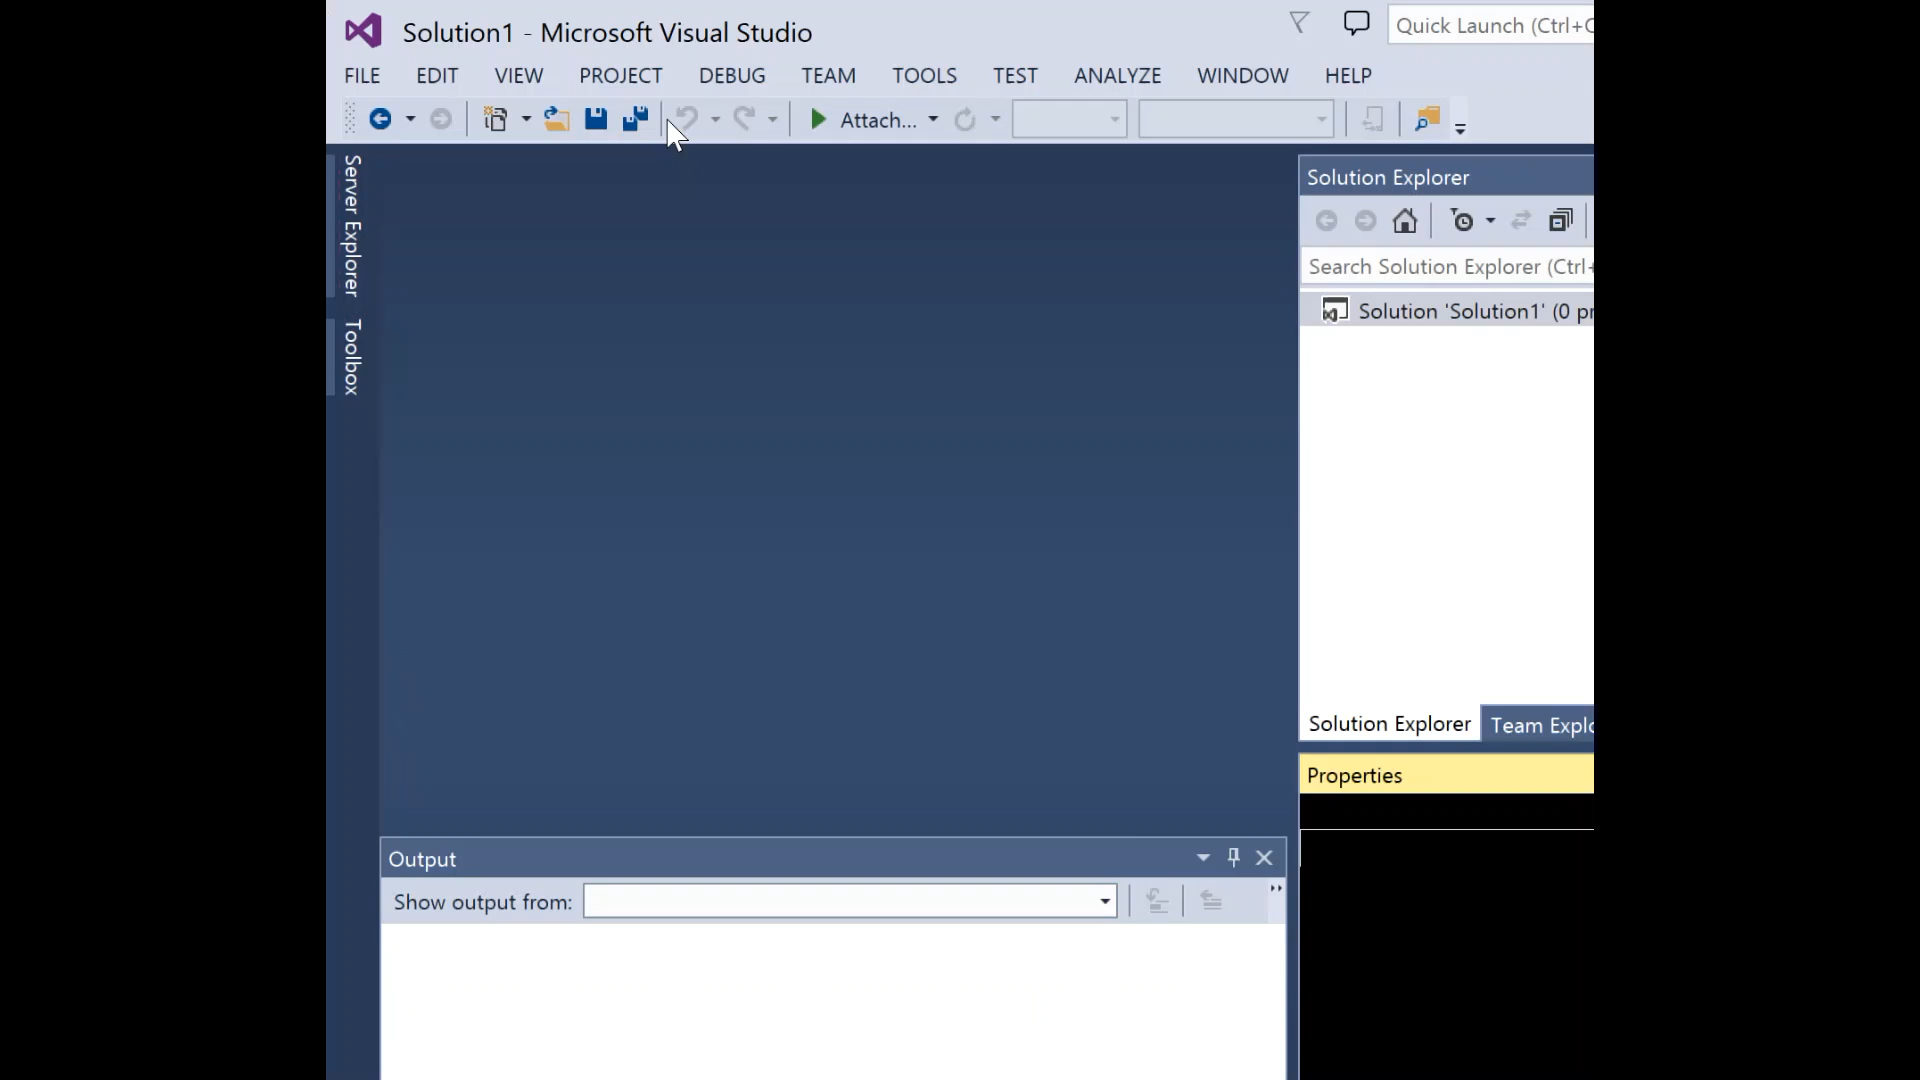 Solution1 - Microsoft Visual Studio
Quick Launch (Ctrl+
FILE EDIT VIEW PROJECT DEBUG TEAM TOOLS TEST ANALYZE WINDOW HELP
Attach...
Server Explorer
Toolbox
Solution Explorer
Search Solution Explorer (Ctrl+
Solution 'Solution1' (0 pr
Solution Explorer Team Explo
Properties
Output
Show output from: